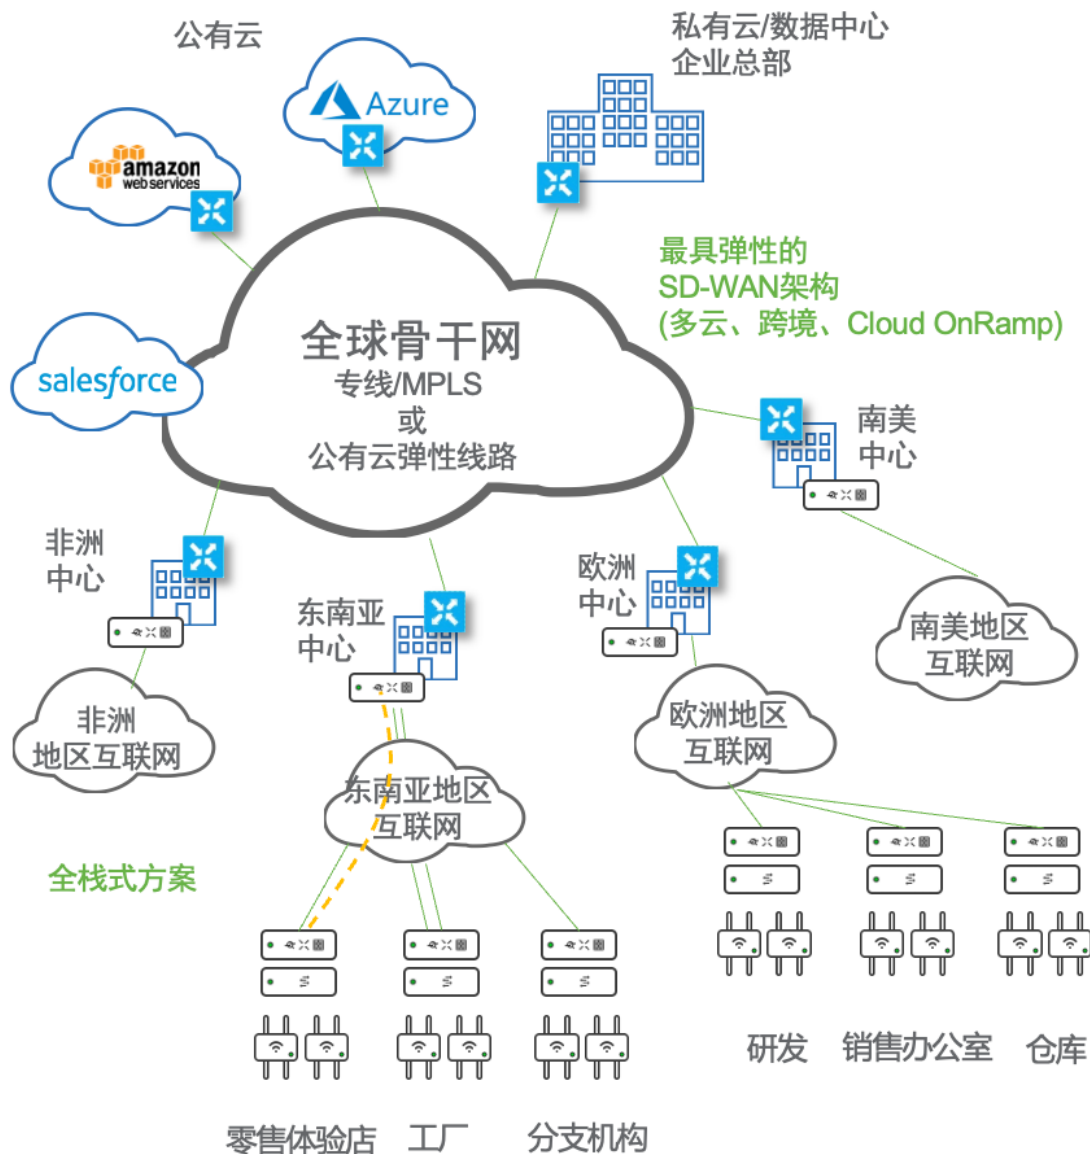 公有云
私有云/数据中心
企业总部
Azure
amazon
webservices
最具弹性的
SD-WAN架构
(多云、跨境、Cloud OnRamp)
全球骨干网
专线/MPLS
或
公有云弹性线路
salesforce
南美
中心
非洲
中心
东南亚
中心
欧洲
中心
南美地区
互联网
非洲
地区互联网
欧洲地区
互联网
东南亚地区
互联网
全栈式方案
研发
销售办公室
仓库
零售体验店
工厂
分支机构